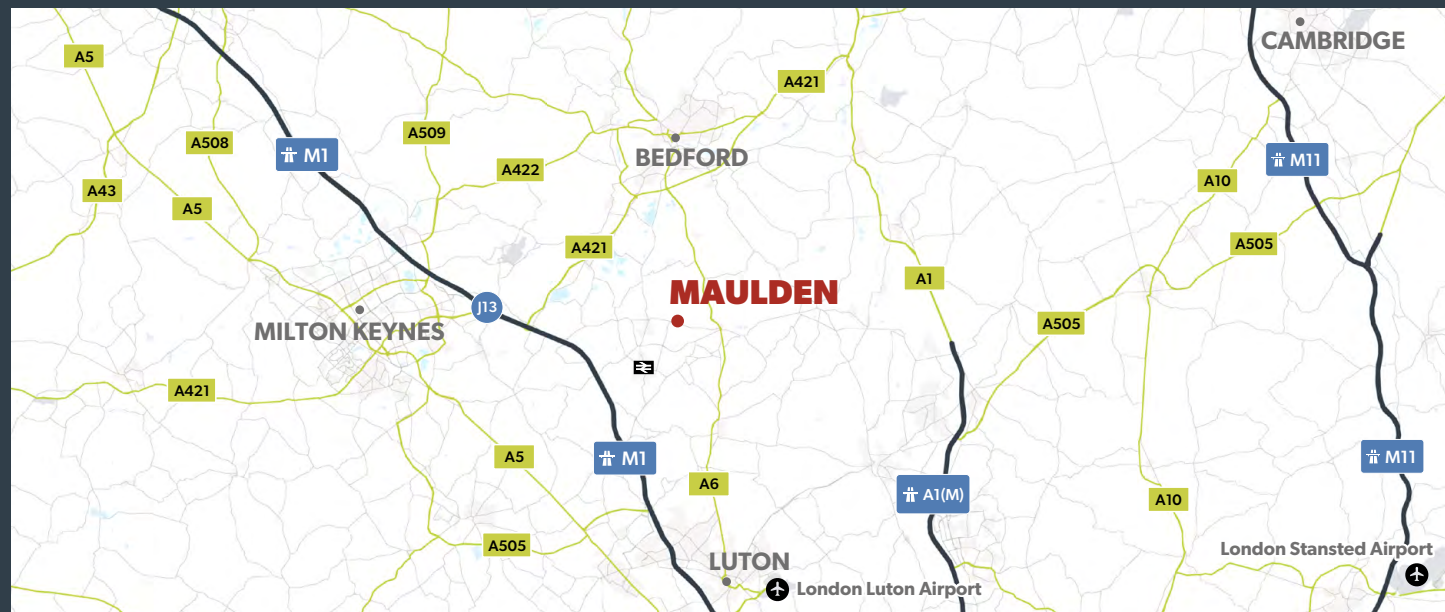 CAMBRIDGE
A5
A421
A509
A508
M1
BEDFORD
M11
A422
A10
A43
A5
A505
A421
A1
MAULDEN
J13
A505
MILTON KEYNES
A421
A5
M1
M11
A6
A1(M)
A10
A505
London Stansted Airport
LUTON
London Luton Airport